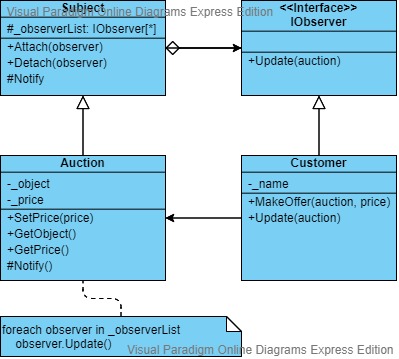 Subject
Visual Paradigm Online Diagrams Express Edition
#_observerList: IObserver[*]
+Attach(observer)
+Detach(observer)
#Notify
<<Interface>>
IObserver
+Update(auction)
Auction
-_object
-_price
+SetPrice(price)
+GetObject()
+GetPrice()
#Notify()
Customer
-_name
+MakeOffer(auction, price)
+Update(auction)
foreach observer in _observerList
observer.Update()
Visual Paradigm Online Diagrams Express Edition